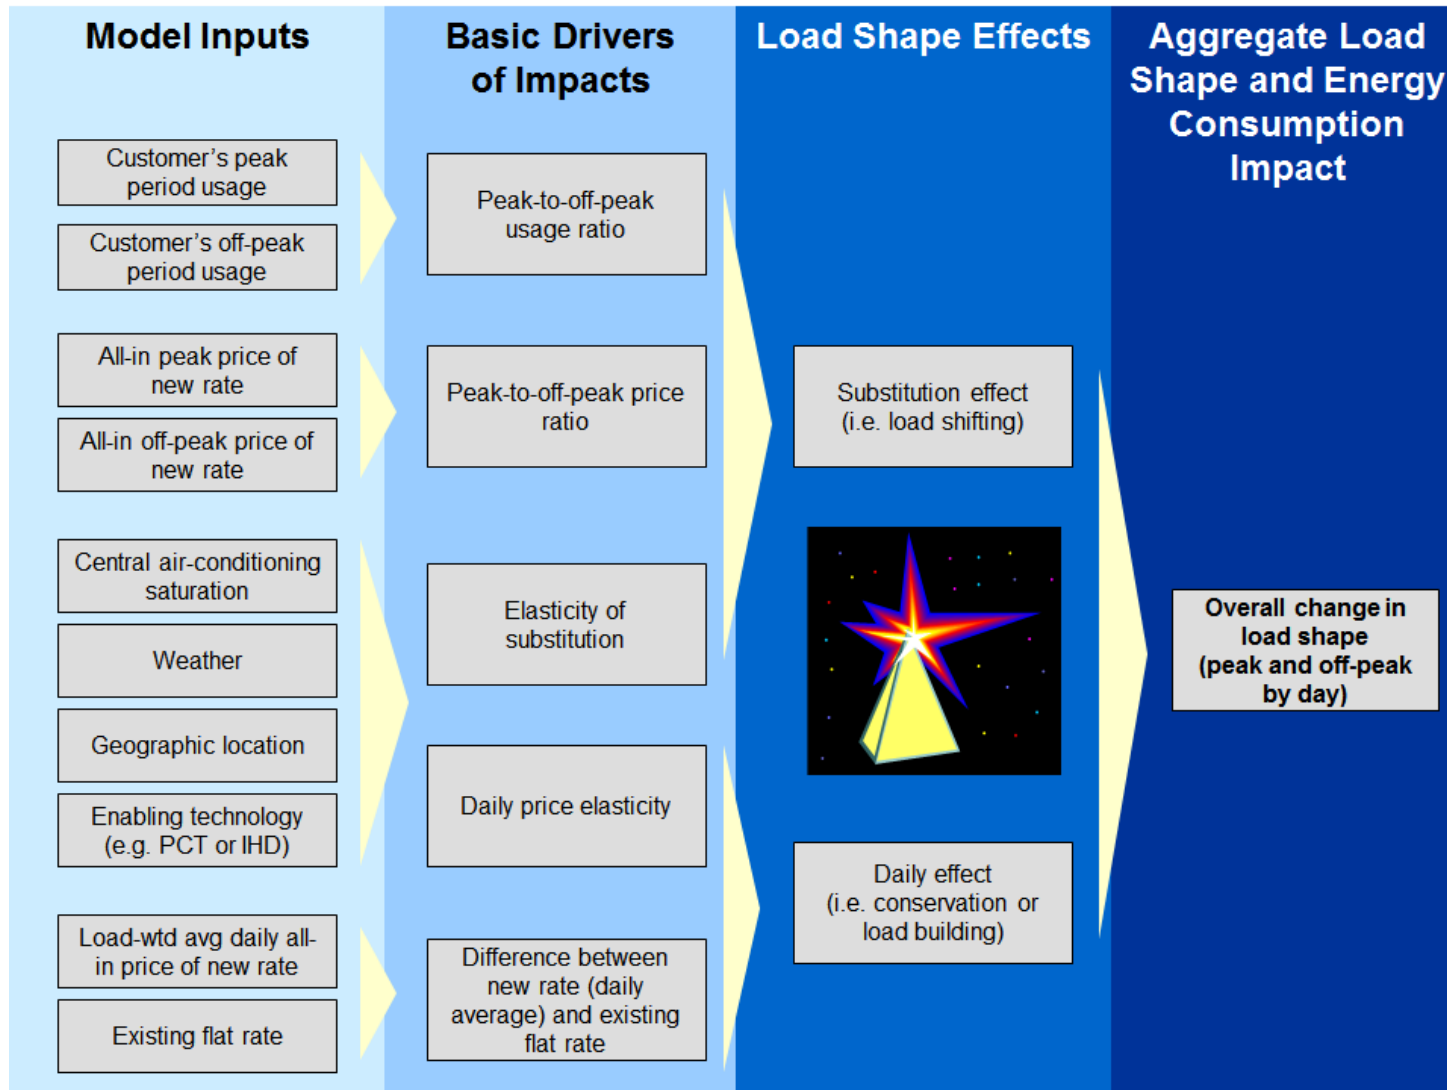 Model Inputs
Customer's peak
period usage
Customer's off-peak
period usage
All-in peak price of
new rate
All-in off-peak price of
new rate
Central air-conditioning
saturation
Weather
Geographic location
Enabling technology
(e.g. PCT or IHD)
Load-wtd avg daily all-
in price of new rate
Existing flat rate
Basic Drivers
of Impacts
Peak-to-off-peak
usage ratio
Peak-to-off-peak price
ratio
Elasticity of
substitution
Daily price elasticity
Difference between
new rate (daily
average) and existing
flat rate
Load Shape Effects
Substitution effect
(i.e. load shifting)
Daily effect
(i.e. conservation or
load building)
Aggregate Load
Shape and Energy
Consumption
Impact
Overall change in
load shape
(peak and off-peak
by day)